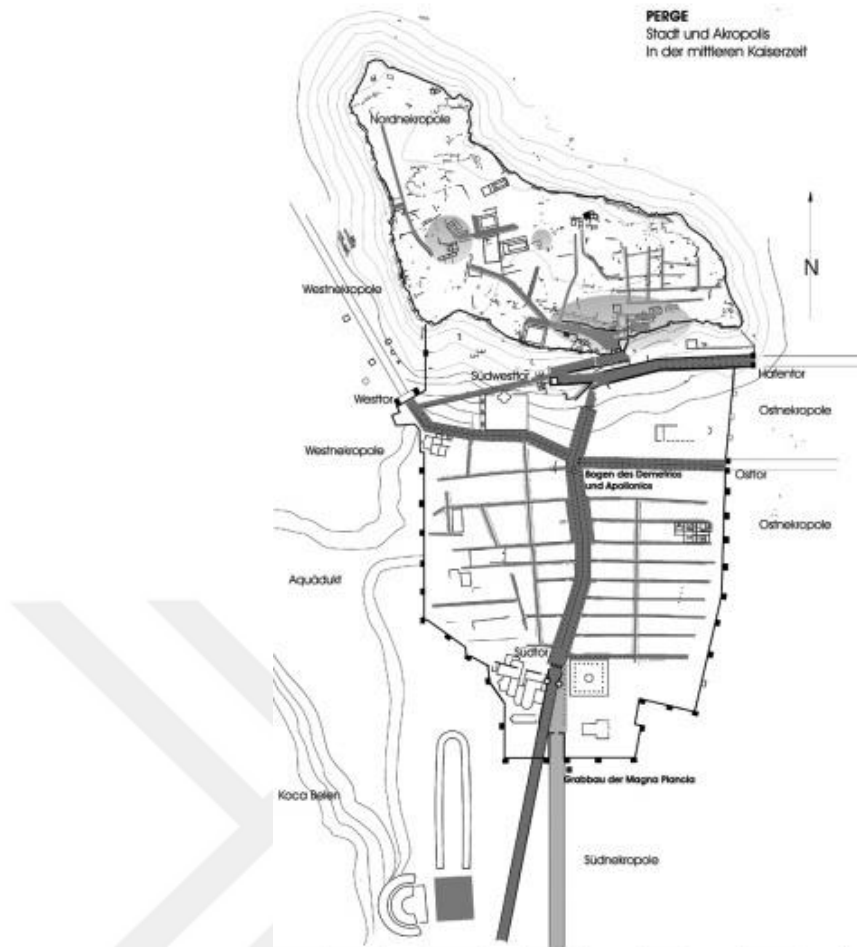 PERGE
Stadt und Akropolis
In der mittleren Kaiserzeit
Nordnekropole
N
Westnekropole
Südwesttor
Hafentor
Westtor
Ostnekropole
Westnekropole
Bogen des Demetrios
und Apollonios
Osttor
Ostnekropole
Aquädukt
Südtor
Grabbau der Magna Plancia
Koca Belen
Südnekropole